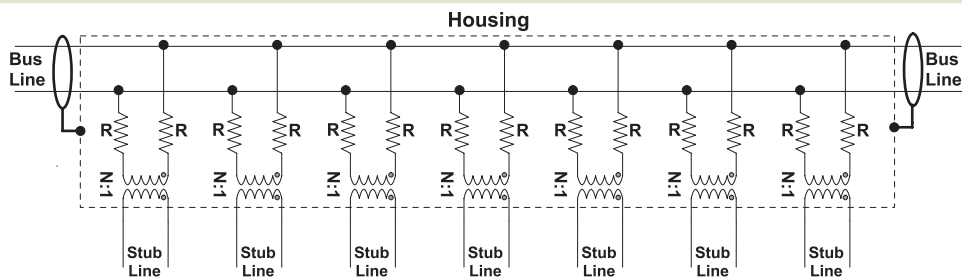 Housing
Bus
Line
Bus
Line
R R R R R R R R R R R R R R
N:1 N:1 N:1 N:1 N:1 N:1 N:1
Stub Stub Stub Stub Stub Stub Stub
Line Line Line Line Line Line Line